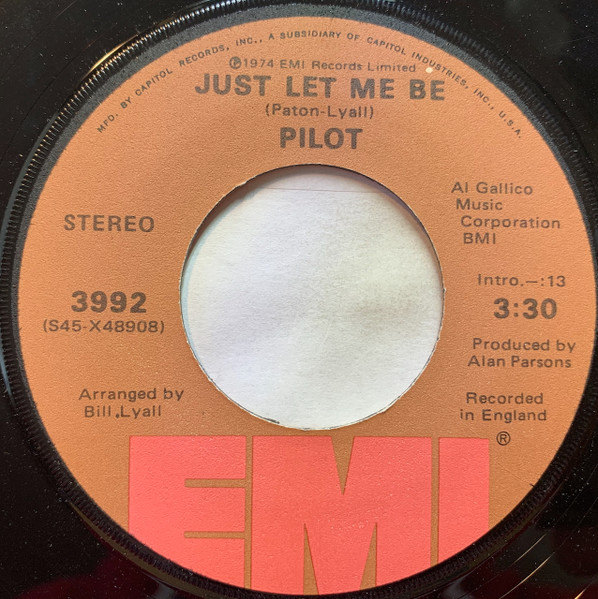 MFD. BY CAPITOL RECORDS, INC., A SUBSIDIARY OF CAPITOL INDUSTRIES, INC., U.S.A.
℗1974 EMI Records Limited
JUST LET ME BE
(Paton-Lyall)
PILOT
STEREO
3992
(S45-X48908)
Arranged by
Bill Lyall
Al Gallico
Music
Corporation
BMI
Intro.–:13
3:30
Produced by
Alan Parsons
Recorded
in England
EMI®